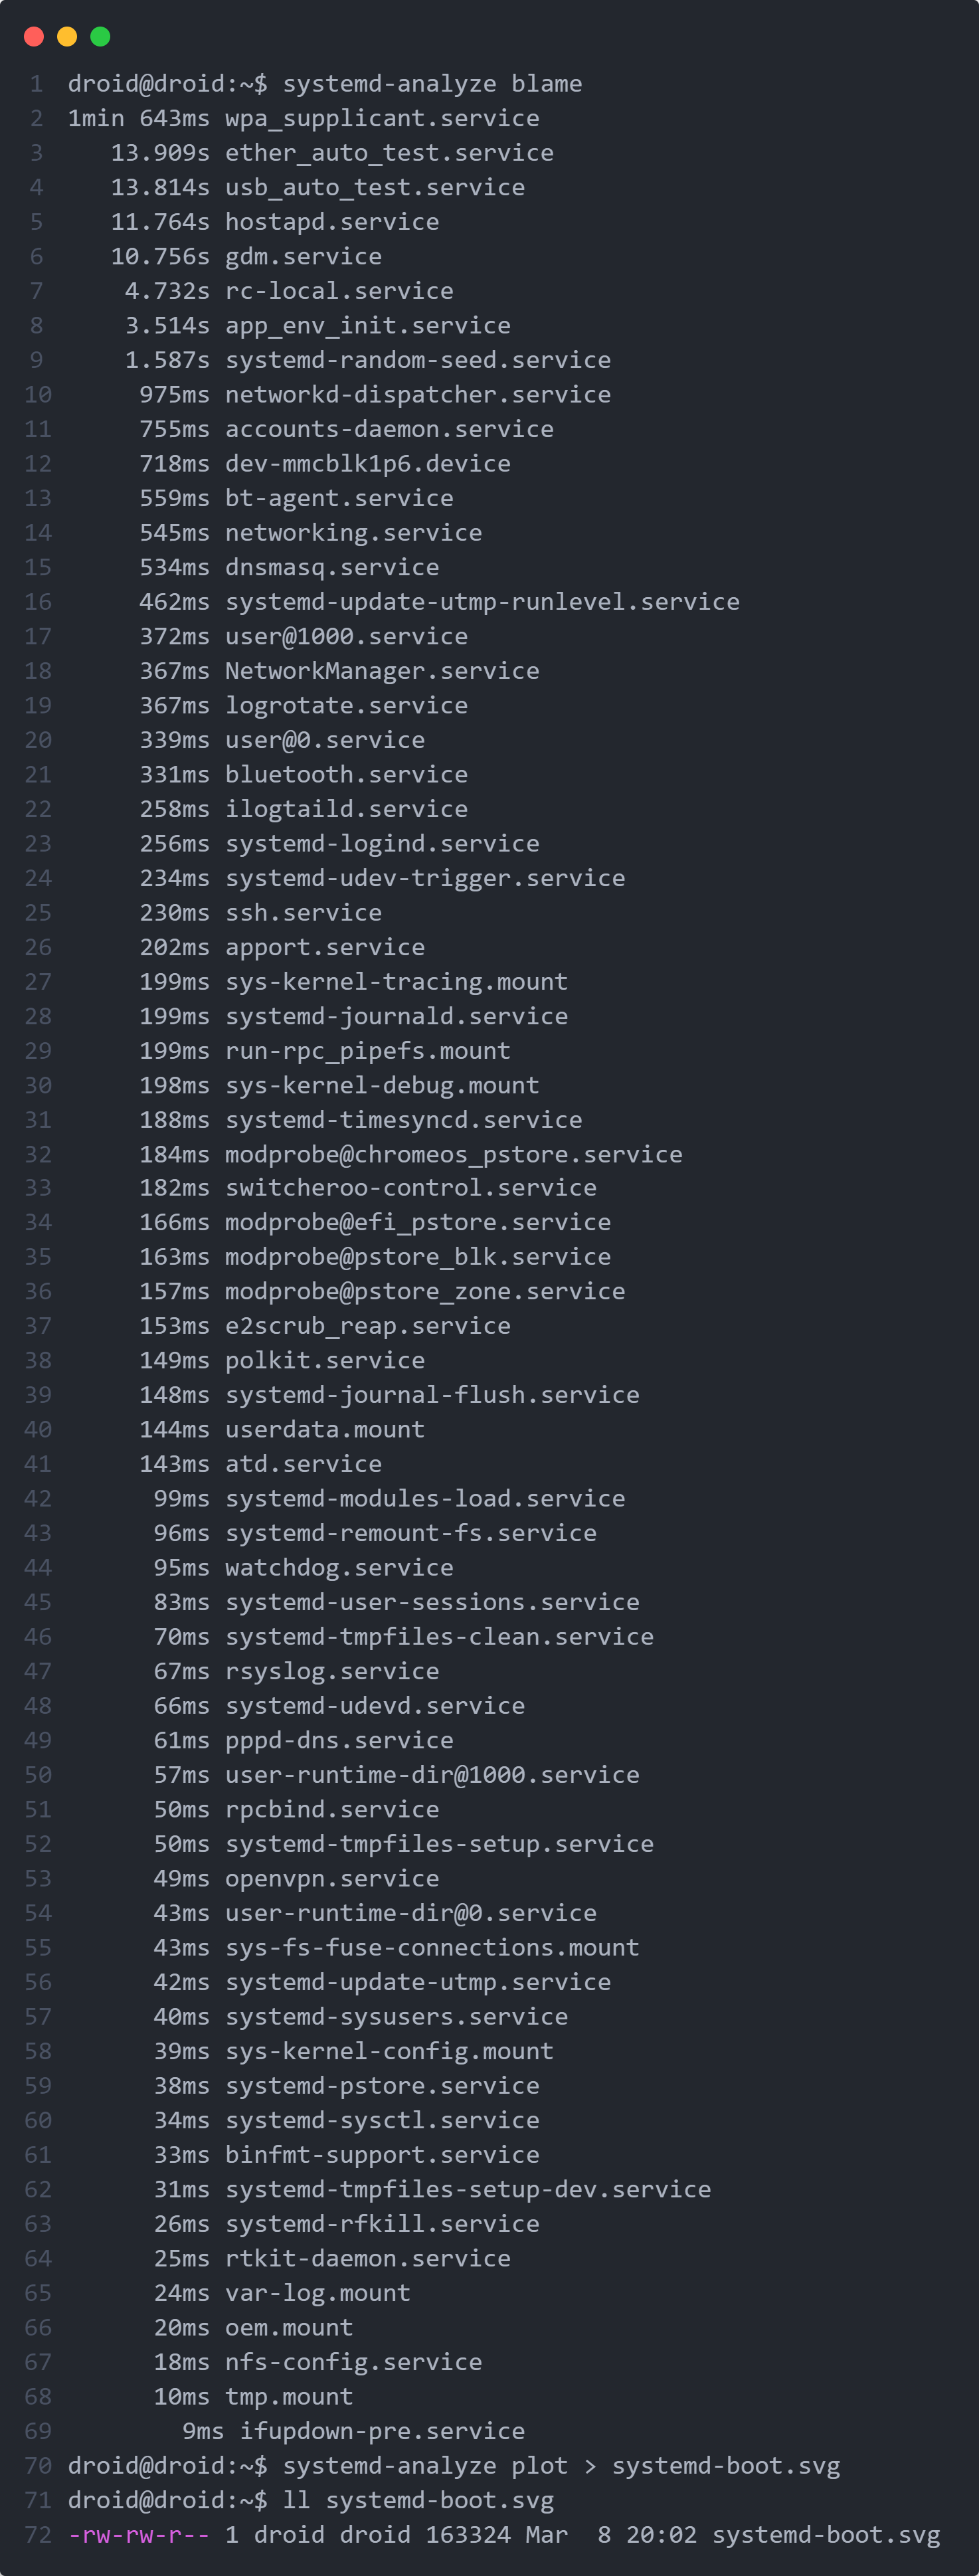 1 droid@droid:~$ systemd-analyze blame
2 1min 643ms wpa_supplicant.service
3    13.909s ether_auto_test.service
4    13.814s usb_auto_test.service
5    11.764s hostapd.service
6    10.756s gdm.service
7     4.732s rc-local.service
8     3.514s app_env_init.service
9     1.587s systemd-random-seed.service
10      975ms networkd-dispatcher.service
11      755ms accounts-daemon.service
12      718ms dev-mmcblk1p6.device
13      559ms bt-agent.service
14      545ms networking.service
15      534ms dnsmasq.service
16      462ms systemd-update-utmp-runlevel.service
17      372ms user@1000.service
18      367ms NetworkManager.service
19      367ms logrotate.service
20      339ms user@0.service
21      331ms bluetooth.service
22      258ms ilogtaild.service
23      256ms systemd-logind.service
24      234ms systemd-udev-trigger.service
25      230ms ssh.service
26      202ms apport.service
27      199ms sys-kernel-tracing.mount
28      199ms systemd-journald.service
29      199ms run-rpc_pipefs.mount
30      198ms sys-kernel-debug.mount
31      188ms systemd-timesyncd.service
32      184ms modprobe@chromeos_pstore.service
33      182ms switcheroo-control.service
34      166ms modprobe@efi_pstore.service
35      163ms modprobe@pstore_blk.service
36      157ms modprobe@pstore_zone.service
37      153ms e2scrub_reap.service
38      149ms polkit.service
39      148ms systemd-journal-flush.service
40      144ms userdata.mount
41      143ms atd.service
42       99ms systemd-modules-load.service
43       96ms systemd-remount-fs.service
44       95ms watchdog.service
45       83ms systemd-user-sessions.service
46       70ms systemd-tmpfiles-clean.service
47       67ms rsyslog.service
48       66ms systemd-udevd.service
49       61ms pppd-dns.service
50       57ms user-runtime-dir@1000.service
51       50ms rpcbind.service
52       50ms systemd-tmpfiles-setup.service
53       49ms openvpn.service
54       43ms user-runtime-dir@0.service
55       43ms sys-fs-fuse-connections.mount
56       42ms systemd-update-utmp.service
57       40ms systemd-sysusers.service
58       39ms sys-kernel-config.mount
59       38ms systemd-pstore.service
60       34ms systemd-sysctl.service
61       33ms binfmt-support.service
62       31ms systemd-tmpfiles-setup-dev.service
63       26ms systemd-rfkill.service
64       25ms rtkit-daemon.service
65       24ms var-log.mount
66       20ms oem.mount
67       18ms nfs-config.service
68       10ms tmp.mount
69         9ms ifupdown-pre.service
70 droid@droid:~$ systemd-analyze plot > systemd-boot.svg
71 droid@droid:~$ ll systemd-boot.svg
72 -rw-rw-r-- 1 droid droid 163324 Mar  8 20:02 systemd-boot.svg